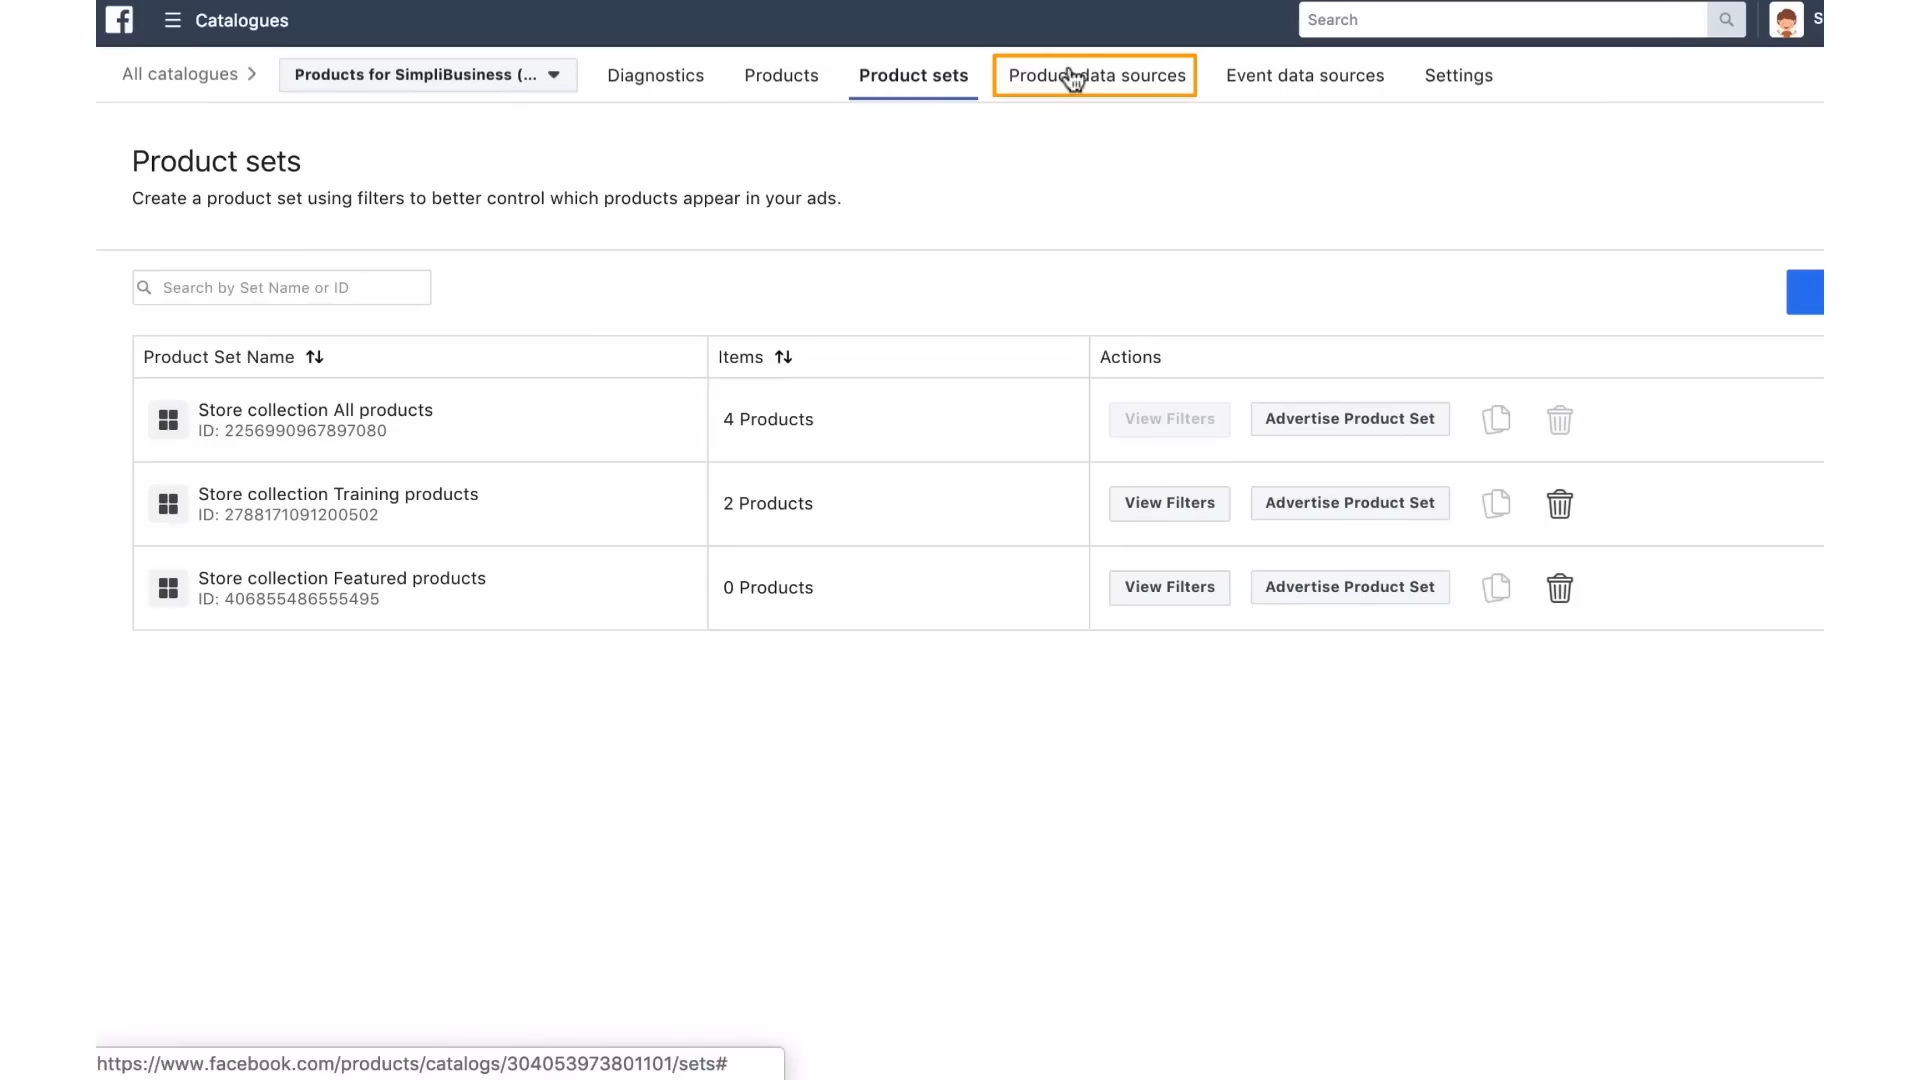 Catalogues
Search
S
All catalogues
Products for SimpliBusiness (...
Diagnostics
Products
Product sets
Product data sources
Event data sources
Settings
Product sets
Create a product set using filters to better control which products appear in your ads.
Search by Set Name or ID
Product Set Name
Items
Actions
Store collection All products
ID: 2256990967897080
4 Products
View Filters
Advertise Product Set
Store collection Training products
ID: 2788171091200502
2 Products
View Filters
Advertise Product Set
Store collection Featured products
ID: 406855486555495
0 Products
View Filters
Advertise Product Set
https://www.facebook.com/products/catalogs/304053973801101/sets#